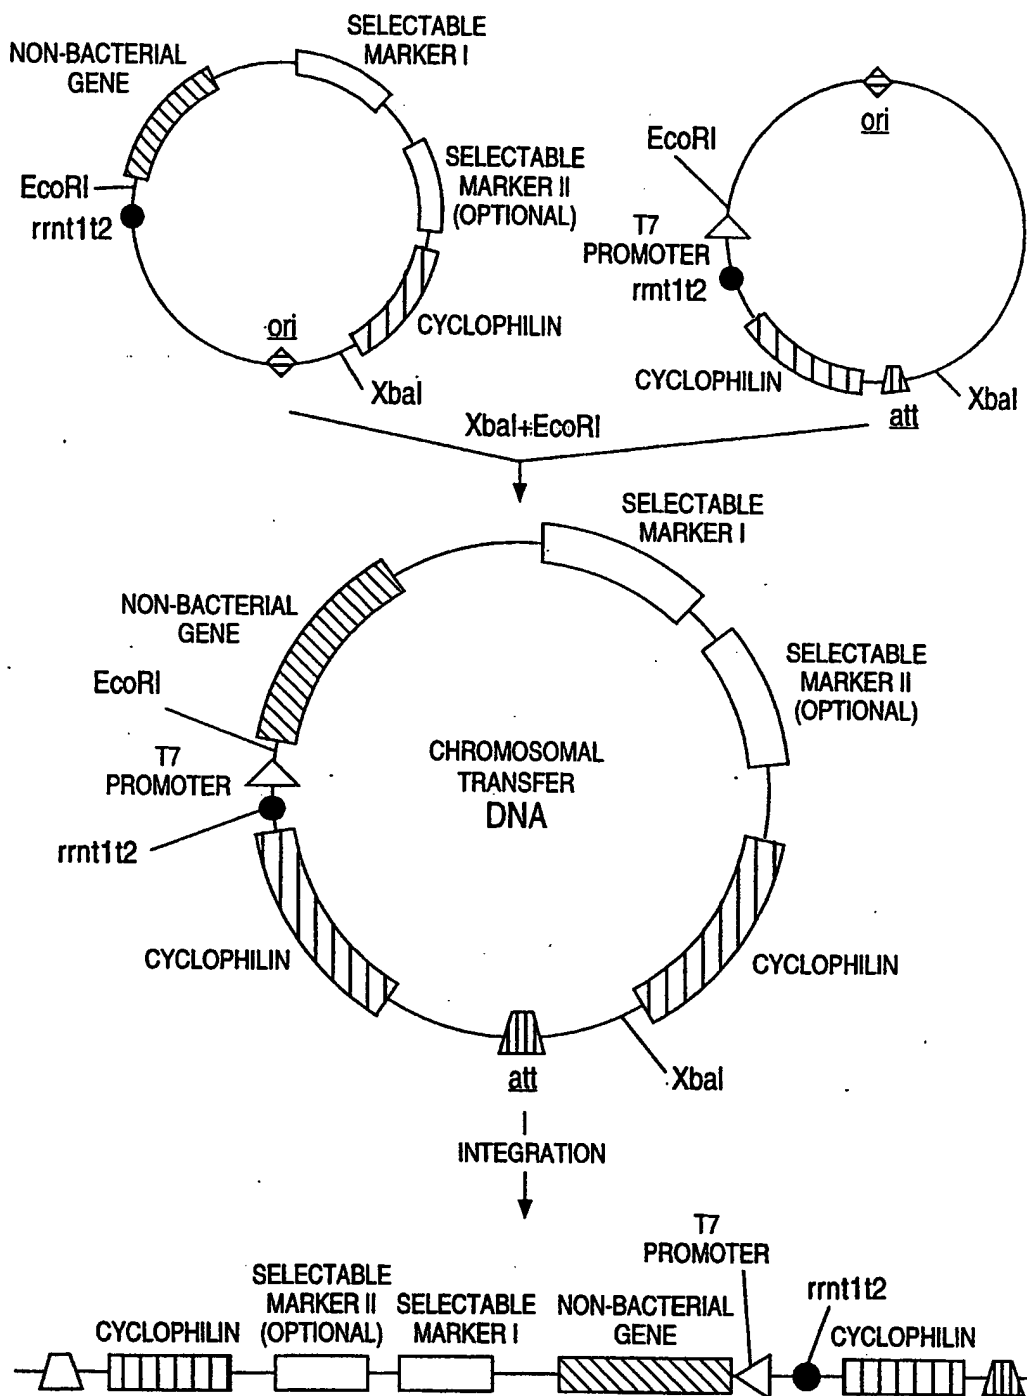 SELECTABLE
MARKER I
NON-BACTERIAL
GENE
EcoRI
rrnt1t2
SELECTABLE
MARKER II
(OPTIONAL)
CYCLOPHILIN
ori
XbaI
ori
EcoRI
T7
PROMOTER
rrnt1t2
CYCLOPHILIN
att
XbaI
XbaI+EcoRI
SELECTABLE
MARKER I
NON-BACTERIAL
GENE
SELECTABLE
MARKER II
(OPTIONAL)
EcoRI
T7
PROMOTER
CHROMOSOMAL
TRANSFER
DNA
rrnt1t2
CYCLOPHILIN
CYCLOPHILIN
att
XbaI
INTEGRATION
T7
PROMOTER
rrnt1t2
SELECTABLE
MARKER II
(OPTIONAL)
CYCLOPHILIN
SELECTABLE
MARKER I
NON-BACTERIAL
GENE
CYCLOPHILIN